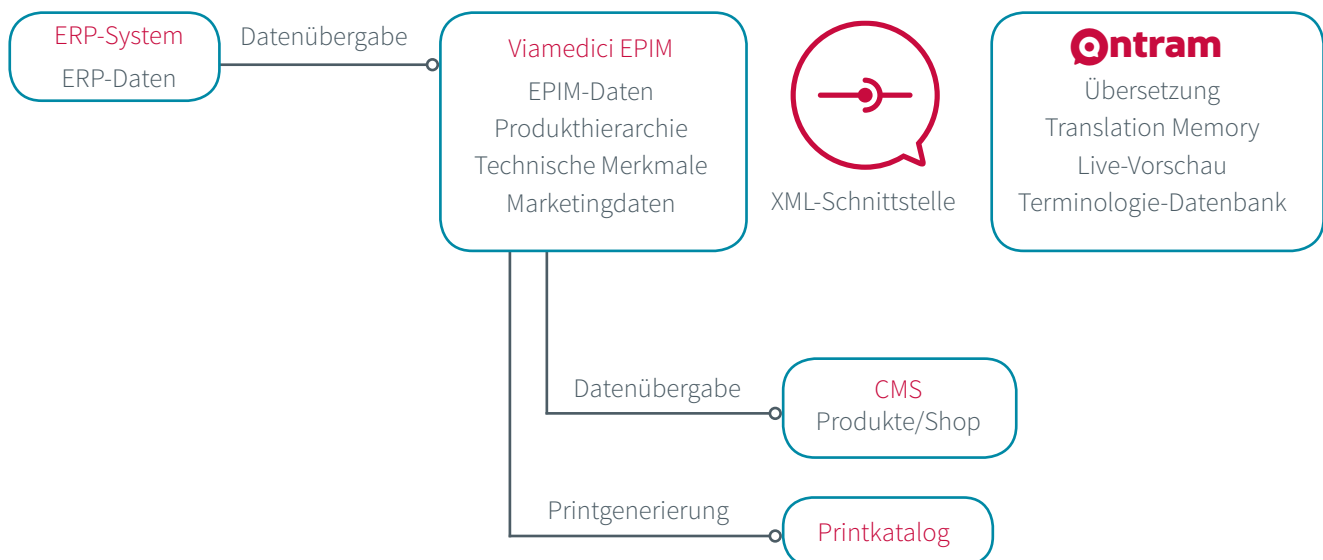 ERP-System
ERP-Daten
Datenübergabe
Viamedici EPIM
EPIM-Daten
Produkthierarchie
Technische Merkmale
Marketingdaten
XML-Schnittstelle
Ontram
Übersetzung
Translation Memory
Live-Vorschau
Terminologie-Datenbank
Datenübergabe
CMS
Produkte/Shop
Printgenerierung
Printkatalog